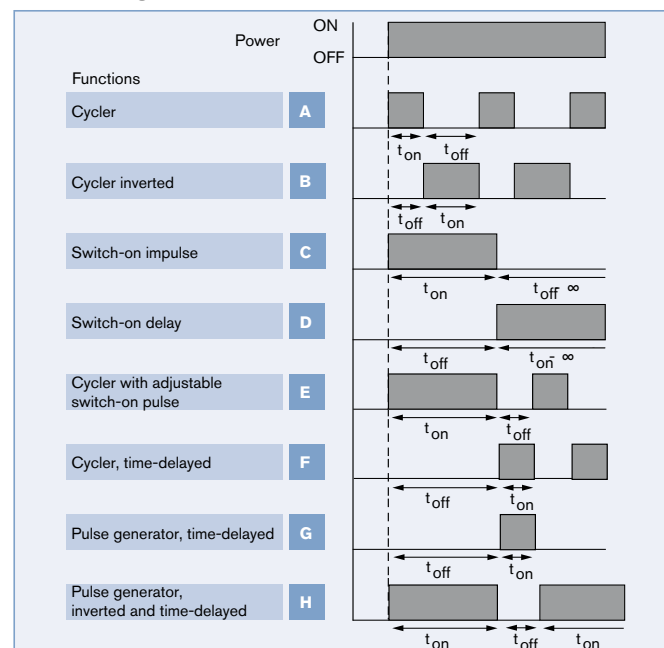 ON
Power
OFF
Functions
Cycler A
t on t off
Cycler inverted B
t off t on
Switch-on impulse C
t on t off - ∞
Switch-on delay D
t off t on - ∞
Cycler with adjustable
switch-on pulse E
t on t off
Cycler, time-delayed F
t off t on
Pulse generator, time-delayed G
t off t on
Pulse generator,
inverted and time-delayed H
t on t off t on